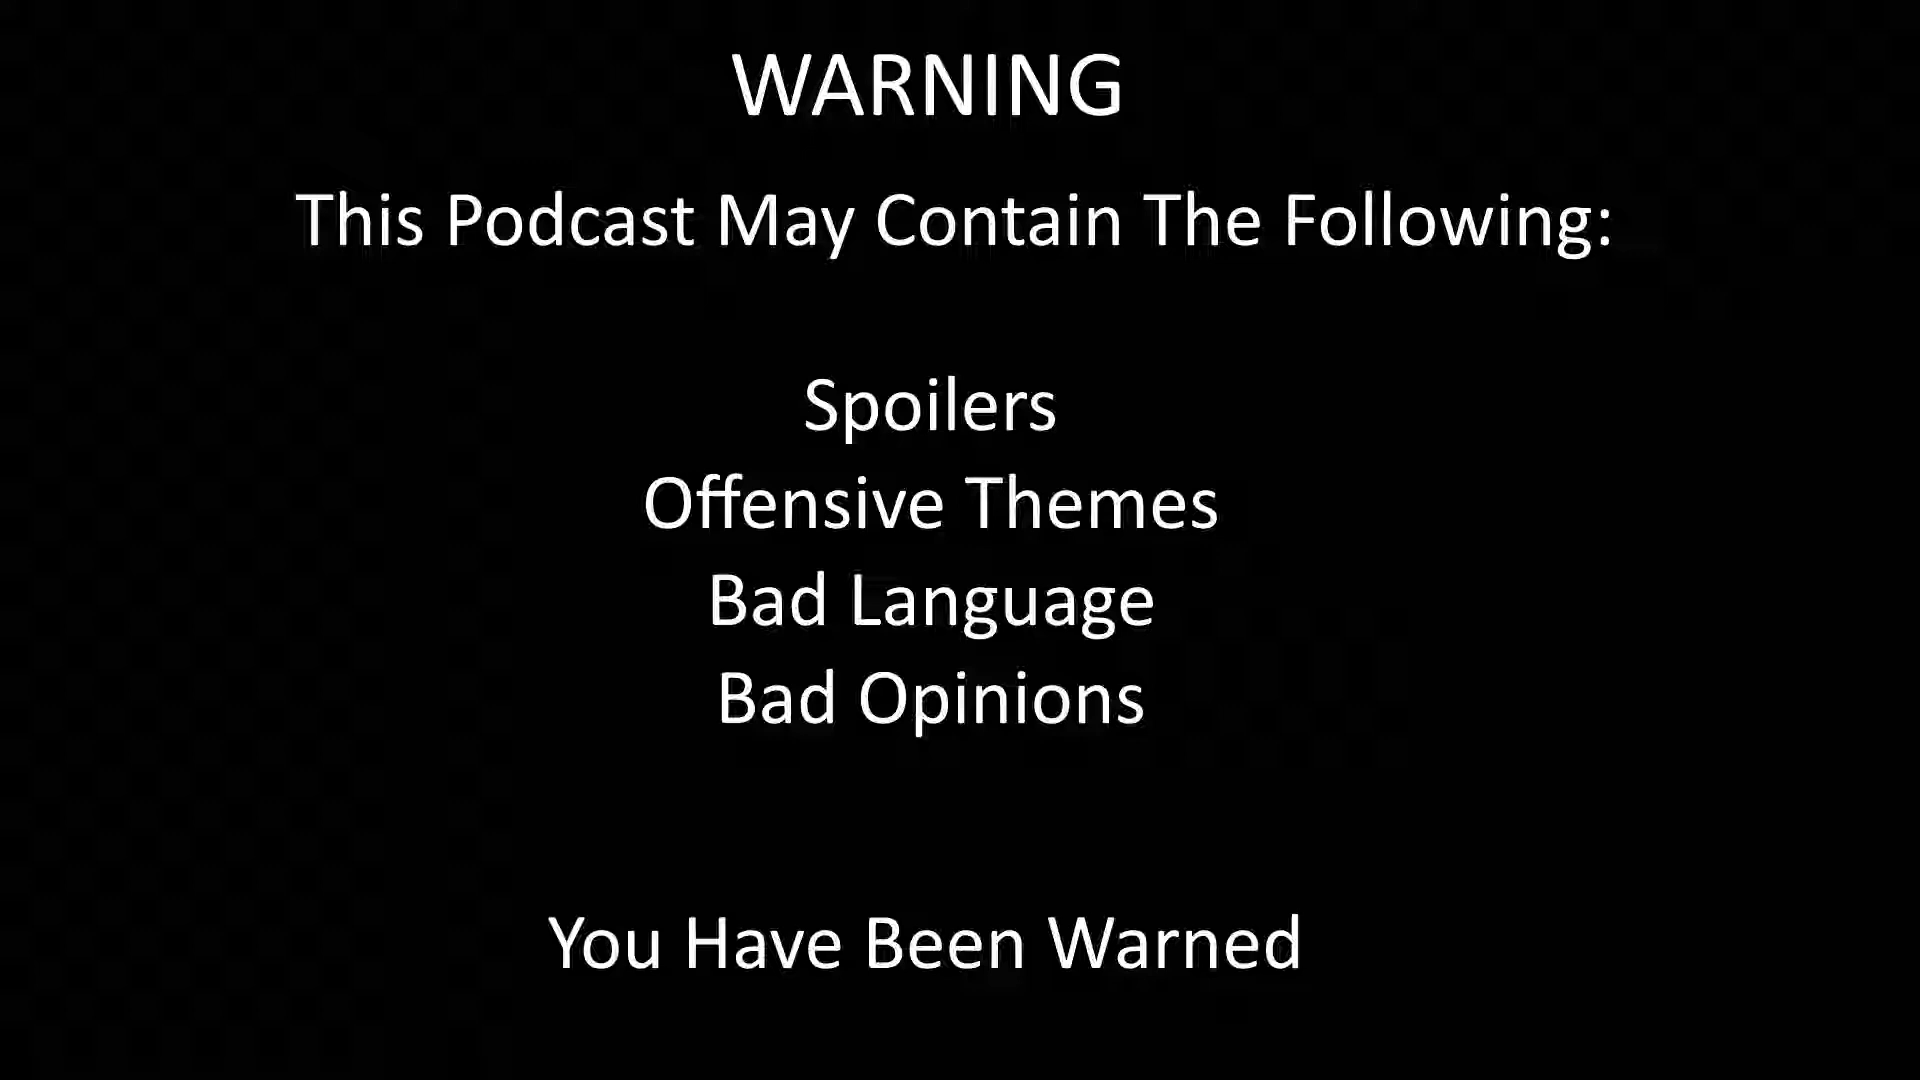 WARNING
This Podcast May Contain The Following:
Spoilers
Offensive Themes
Bad Language
Bad Opinions
You Have Been Warned